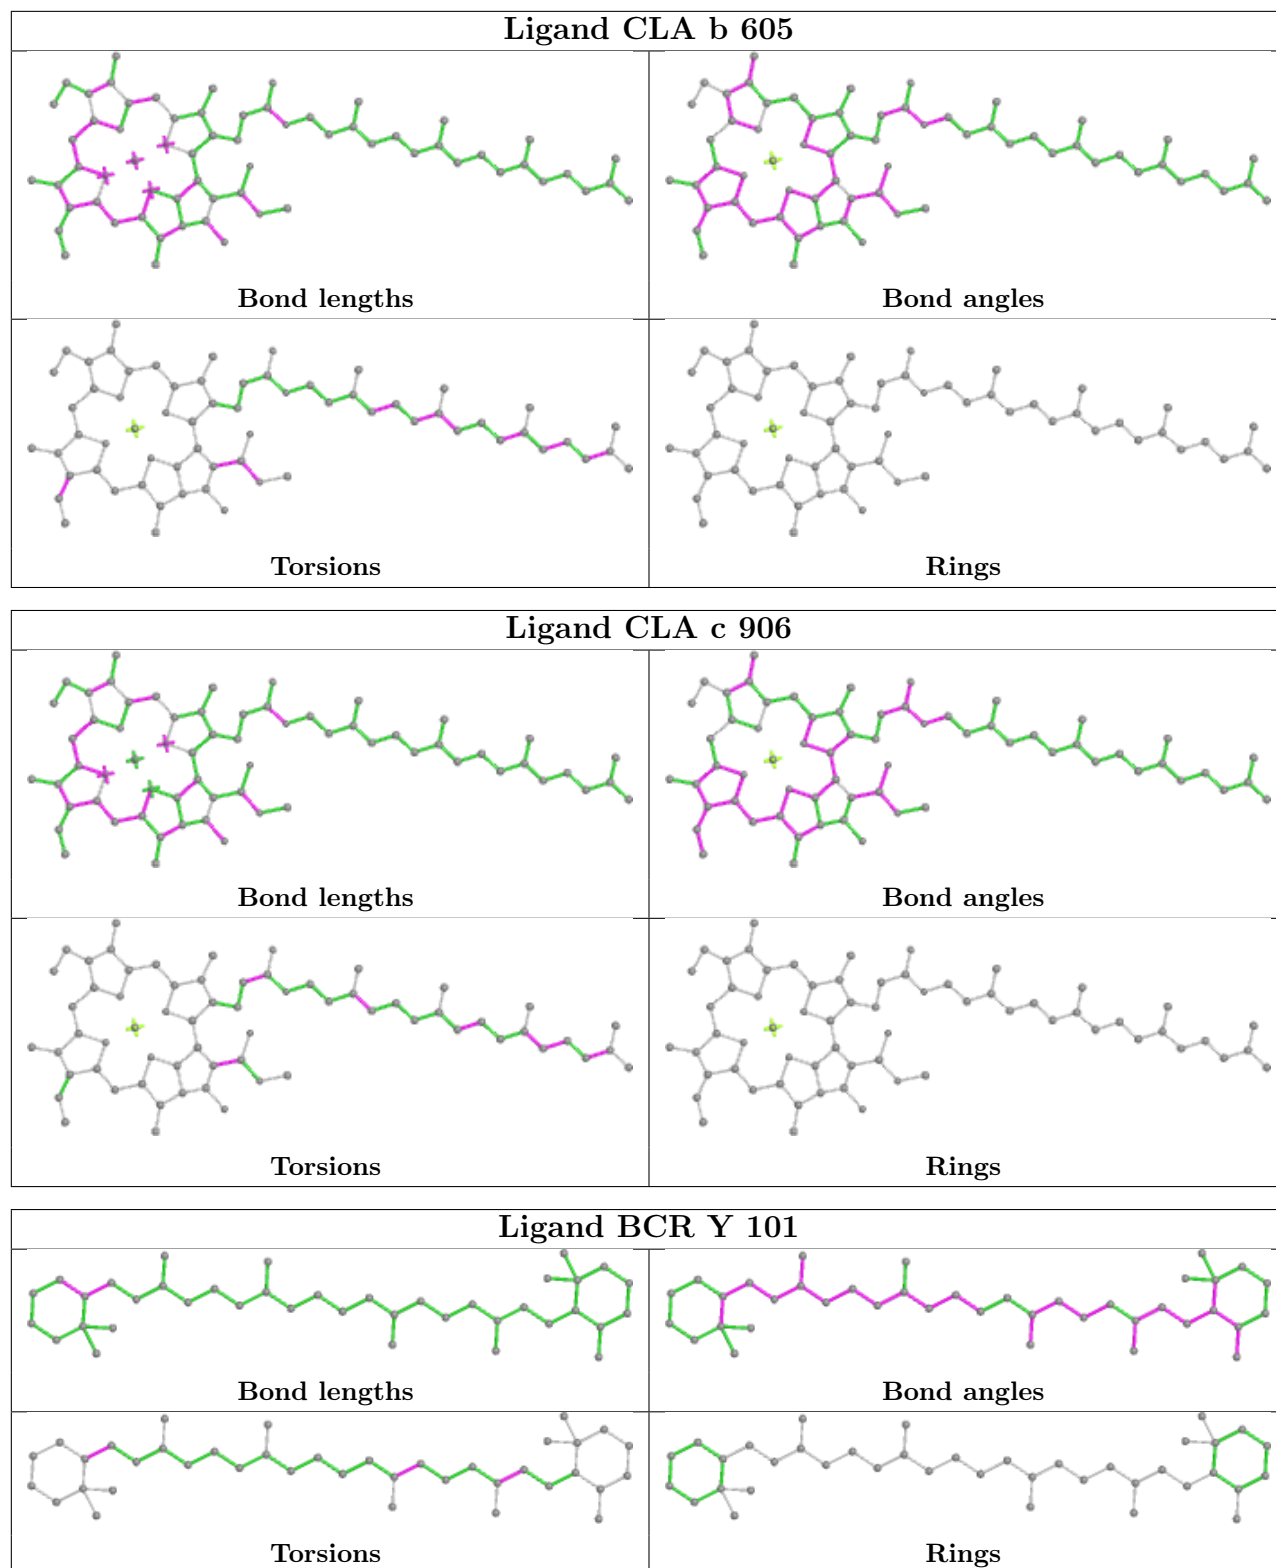 Ligand CLA b 605
Bond lengths
Bond angles
Torsions
Rings
Ligand CLA c 906
Bond lengths
Bond angles
Torsions
Rings
Ligand BCR Y 101
Bond lengths
Bond angles
Torsions
Rings